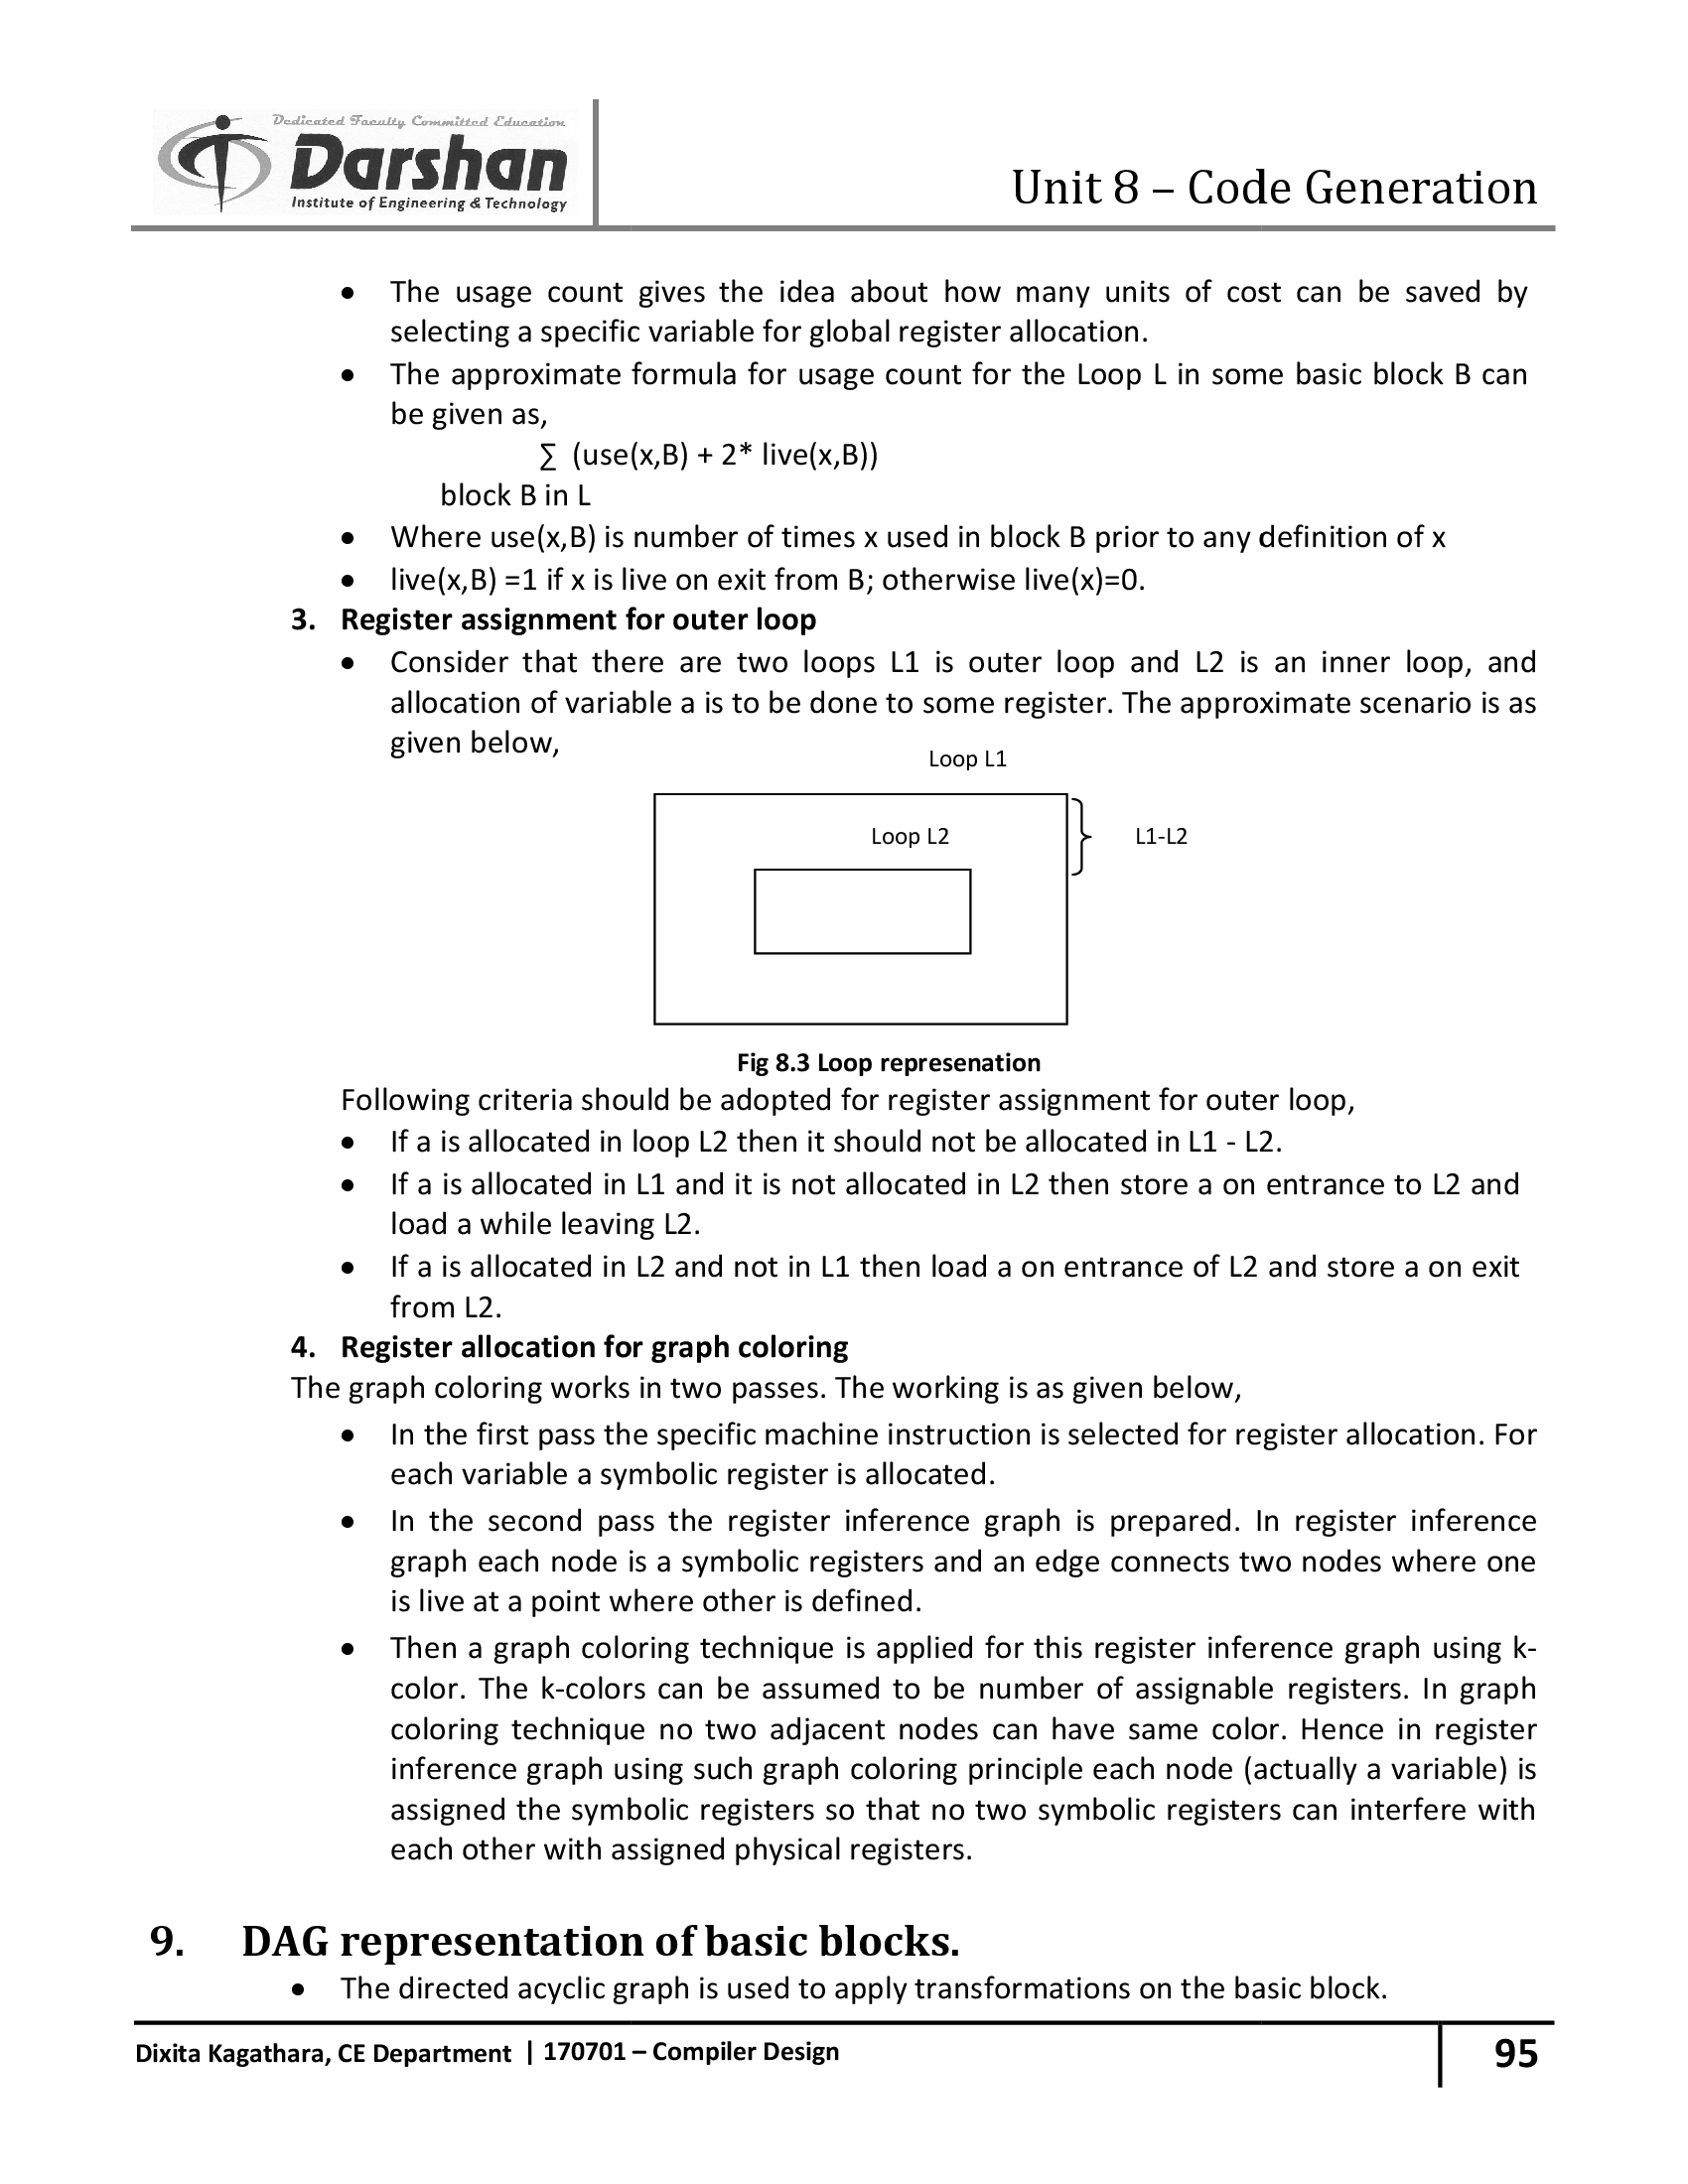 Dedicated Faculty Committed Education
Darshan
Institute of Engineering & Technology
Unit 8 – Code Generation
• The usage count gives the idea about how many units of cost can be saved by
selecting a specific variable for global register allocation.
• The approximate formula for usage count for the Loop L in some basic block B can
be given as,
∑ (use(x,B) + 2* live(x,B))
block B in L
• Where use(x,B) is number of times x used in block B prior to any definition of x
• live(x,B) =1 if x is live on exit from B; otherwise live(x)=0.
3. Register assignment for outer loop
• Consider that there are two loops L1 is outer loop and L2 is an inner loop, and
allocation of variable a is to be done to some register. The approximate scenario is as
given below,
Loop L1
Loop L2
L1-L2
Fig 8.3 Loop represenation
Following criteria should be adopted for register assignment for outer loop,
• If a is allocated in loop L2 then it should not be allocated in L1 - L2.
• If a is allocated in L1 and it is not allocated in L2 then store a on entrance to L2 and
load a while leaving L2.
• If a is allocated in L2 and not in L1 then load a on entrance of L2 and store a on exit
from L2.
4. Register allocation for graph coloring
The graph coloring works in two passes. The working is as given below,
• In the first pass the specific machine instruction is selected for register allocation. For
each variable a symbolic register is allocated.
• In the second pass the register inference graph is prepared. In register inference
graph each node is a symbolic registers and an edge connects two nodes where one
is live at a point where other is defined.
• Then a graph coloring technique is applied for this register inference graph using k-
color. The k-colors can be assumed to be number of assignable registers. In graph
coloring technique no two adjacent nodes can have same color. Hence in register
inference graph using such graph coloring principle each node (actually a variable) is
assigned the symbolic registers so that no two symbolic registers can interfere with
each other with assigned physical registers.
9. DAG representation of basic blocks.
• The directed acyclic graph is used to apply transformations on the basic block.
Dixita Kagathara, CE Department | 170701 – Compiler Design
95